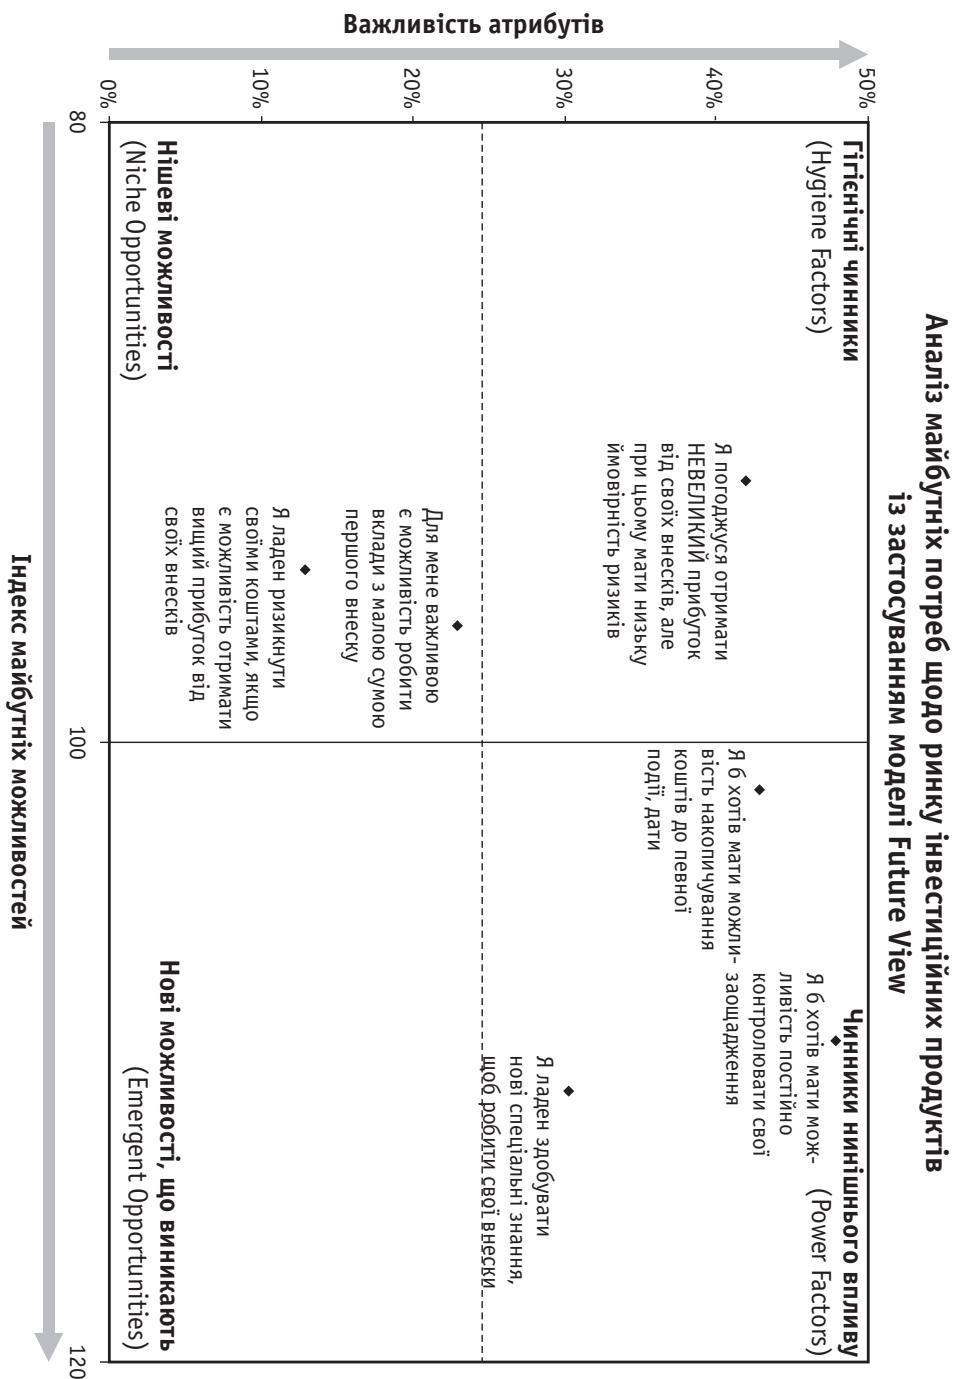 Аналіз майбутніх потреб щодо ринку інвестиційних продуктів
із застосуванням моделі Future View
Важливість атрибутів
50%
40%
30%
20%
10%
0%
Гігієнічні чинники
(Hygiene Factors)
Чинники нинішнього впливу
(Power Factors)
Я погоджуся отримати
НЕВЕЛИКИЙ прибуток
від своїх внесків, але
при цьому мати низьку
ймовірність ризиків
Я б хотів мати можли-
вість накопичування
коштів до певної
події, дати
Я б хотів мати мож-
ливість постійно
контролювати свої
заощадження
Я ладен здобувати
нові спеціальні знання,
щоб робити свої внески
Для мене важливою
є можливість робити
вклади з малою сумою
першого внеску
Я ладен ризикнути
своїми коштами, якщо
є можливість отримати
вищий прибуток від
своїх внесків
Нішеві можливості
(Niche Opportunities)
Нові можливості, що виникають
(Emergent Opportunities)
80
100
120
Індекс майбутніх можливостей